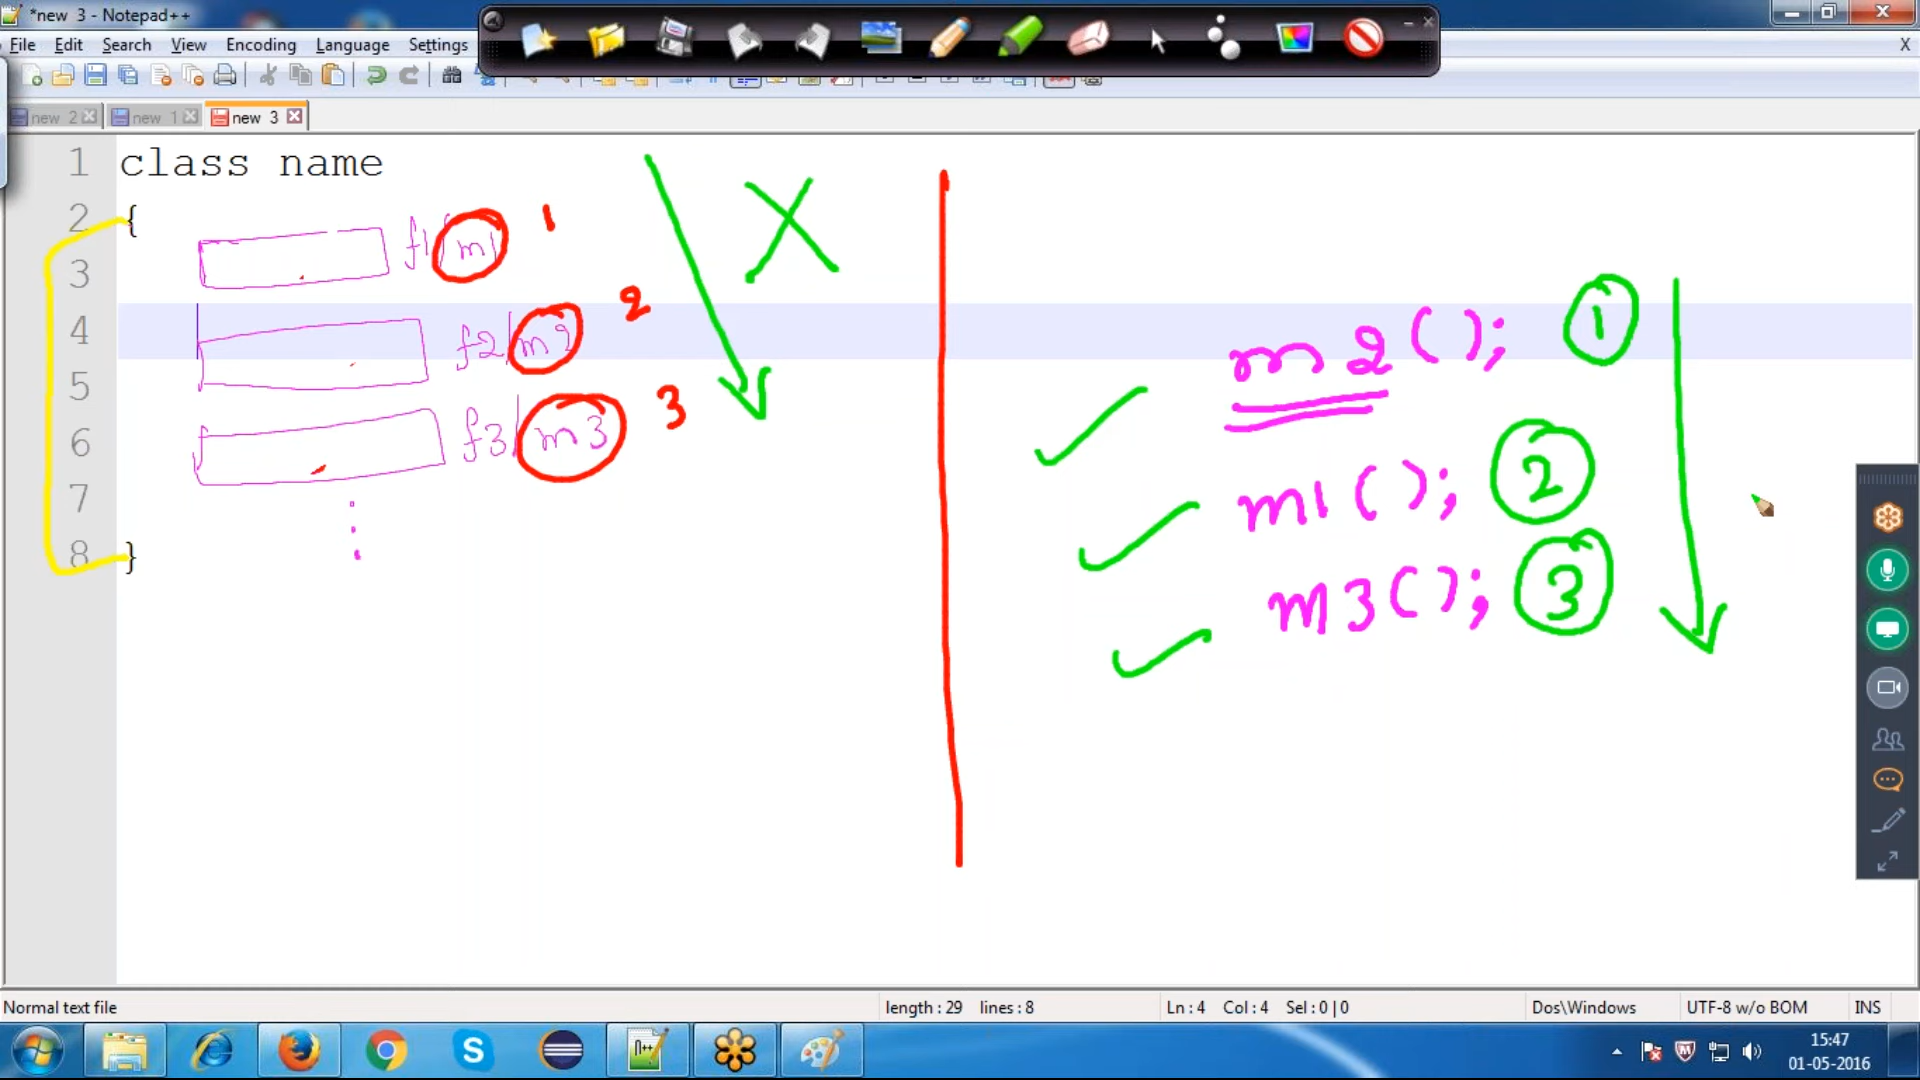 *new 3 - Notepad++
File Edit Search View Encoding Language Settings
X
new 2 new 1 new 3
1 class name
2 {
3
4
5
6
7
8 }
f1/m1 1
f2/m2 2
f3/m3 3
X
m2(); 1
m1(); 2
m3(); 3
Normal text file length : 29 lines : 8 Ln : 4 Col : 4 Sel : 0 | 0 Dos\Windows UTF-8 w/o BOM INS
15:47
01-05-2016